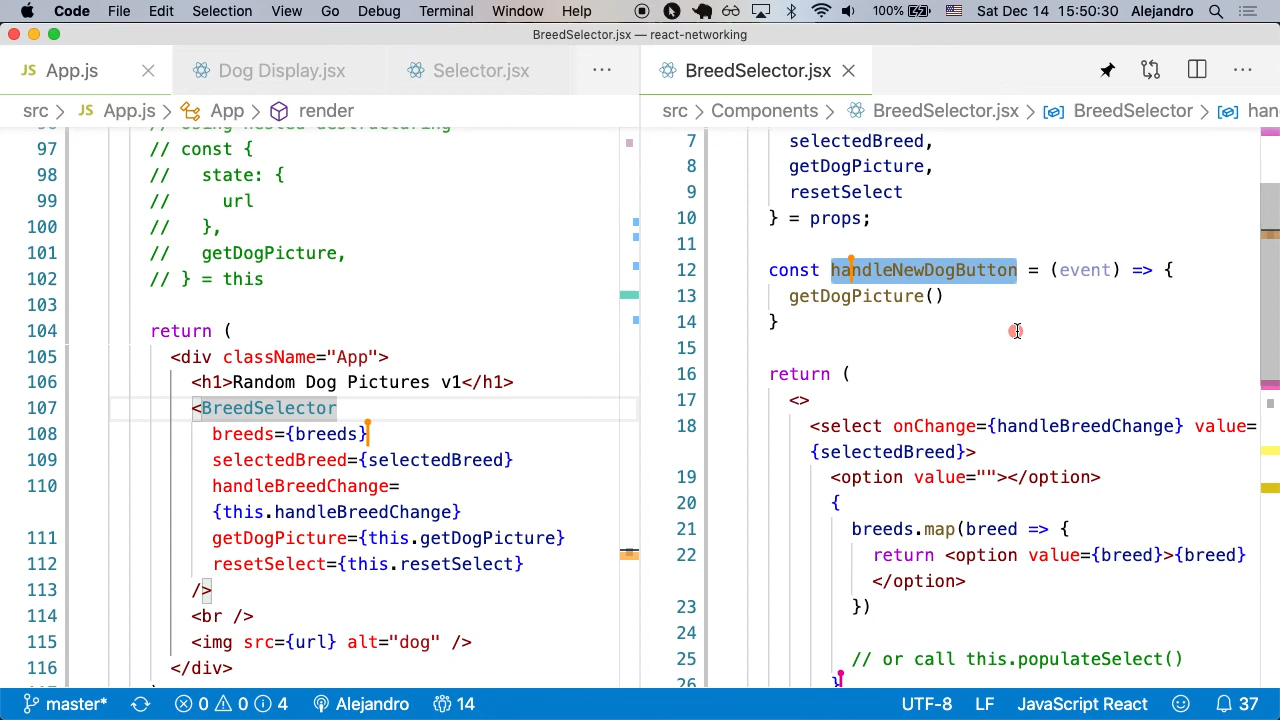 Code File Edit Selection View Go Debug Terminal Window Help 100% Sat Dec 14 15:50:30 Alejandro
BreedSelector.jsx — react-networking
JS App.js Dog Display.jsx Selector.jsx ...
src > JS App.js > App > render
// Using nested destructuring
97 // const {
98 // state: {
99 // url
100 // },
101 // getDogPicture,
102 // } = this
103
104 return (
105 <div className="App">
106 <h1>Random Dog Pictures v1</h1>
107 <BreedSelector
108 breeds={breeds}
109 selectedBreed={selectedBreed}
110 handleBreedChange=
{this.handleBreedChange}
111 getDogPicture={this.getDogPicture}
112 resetSelect={this.resetSelect}
113 />
114 <br />
115 <img src={url} alt="dog" />
116 </div>
BreedSelector.jsx ...
src > Components > BreedSelector.jsx > BreedSelector > han
7 selectedBreed,
8 getDogPicture,
9 resetSelect
10 } = props;
11
12 const handleNewDogButton = (event) => {
13 getDogPicture()
14 }
15
16 return (
17 <>
18 <select onChange={handleBreedChange} value=
{selectedBreed}>
19 <option value=""></option>
20 {
21 breeds.map(breed => {
22 return <option value={breed}>{breed}
</option>
23 })
24
25 // or call this.populateSelect()
26 }
master* 0 0 4 Alejandro 14 UTF-8 LF JavaScript React 37